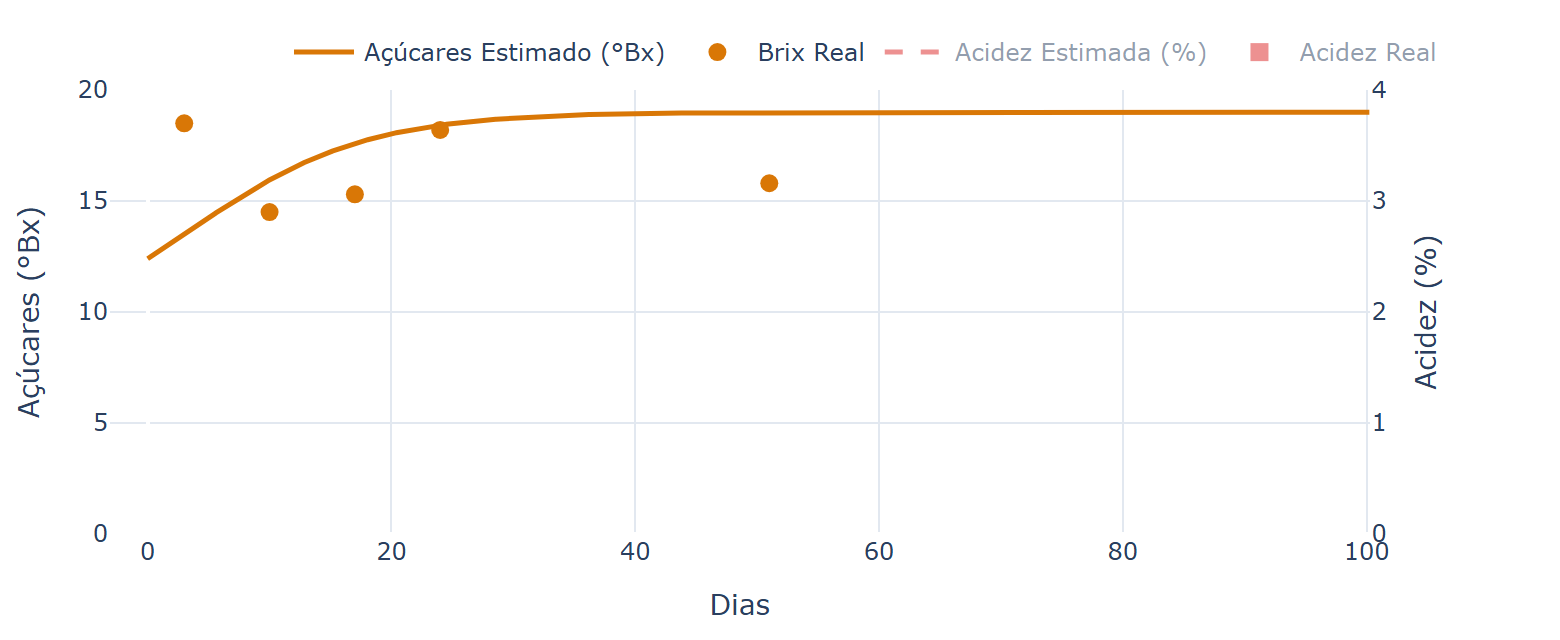 Açúcares Estimado (°Bx) Brix Real Acidez Estimada (%) Acidez Real
20
15
10
5
0
Açúcares (°Bx)
4
3
2
1
0
Acidez (%)
0 20 40 60 80 100
Dias